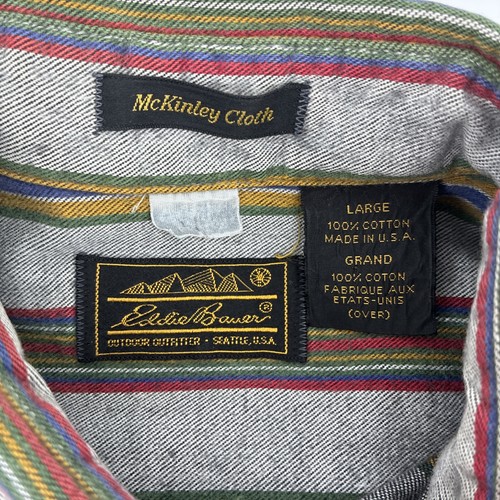 McKinley Cloth
LARGE
100% COTTON
MADE IN U.S.A.
GRAND
100% COTON
FABRIQUE AUX
ETATS-UNIS
(OVER)
Eddie Bauer®
OUTDOOR OUTFITTER • SEATTLE, U.S.A.